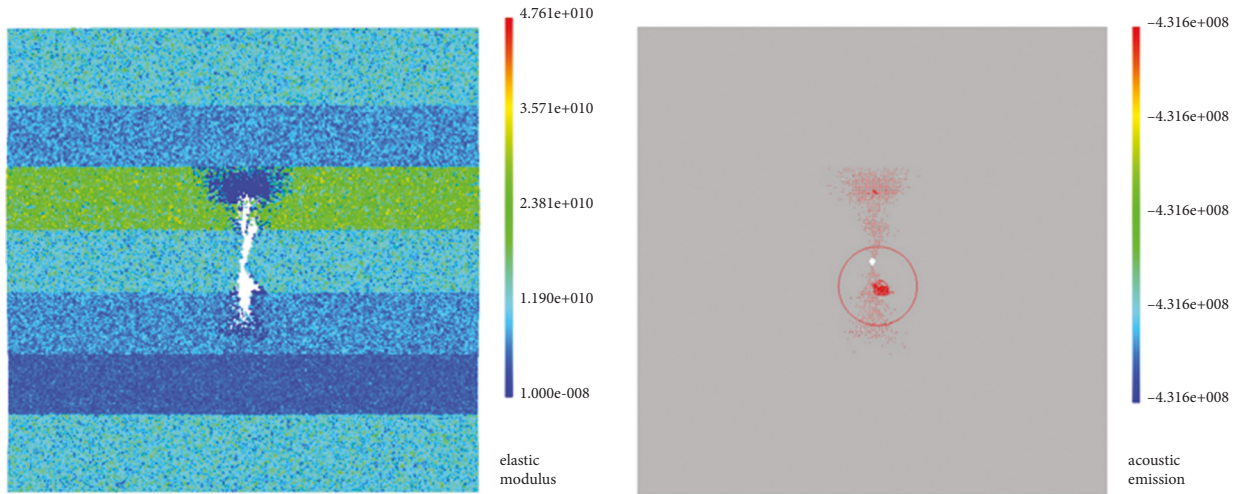 4.761e+010
3.571e+010
2.381e+010
1.190e+010
1.000e-008
elastic
modulus
–4.316e+008
–4.316e+008
–4.316e+008
–4.316e+008
–4.316e+008
acoustic
emission